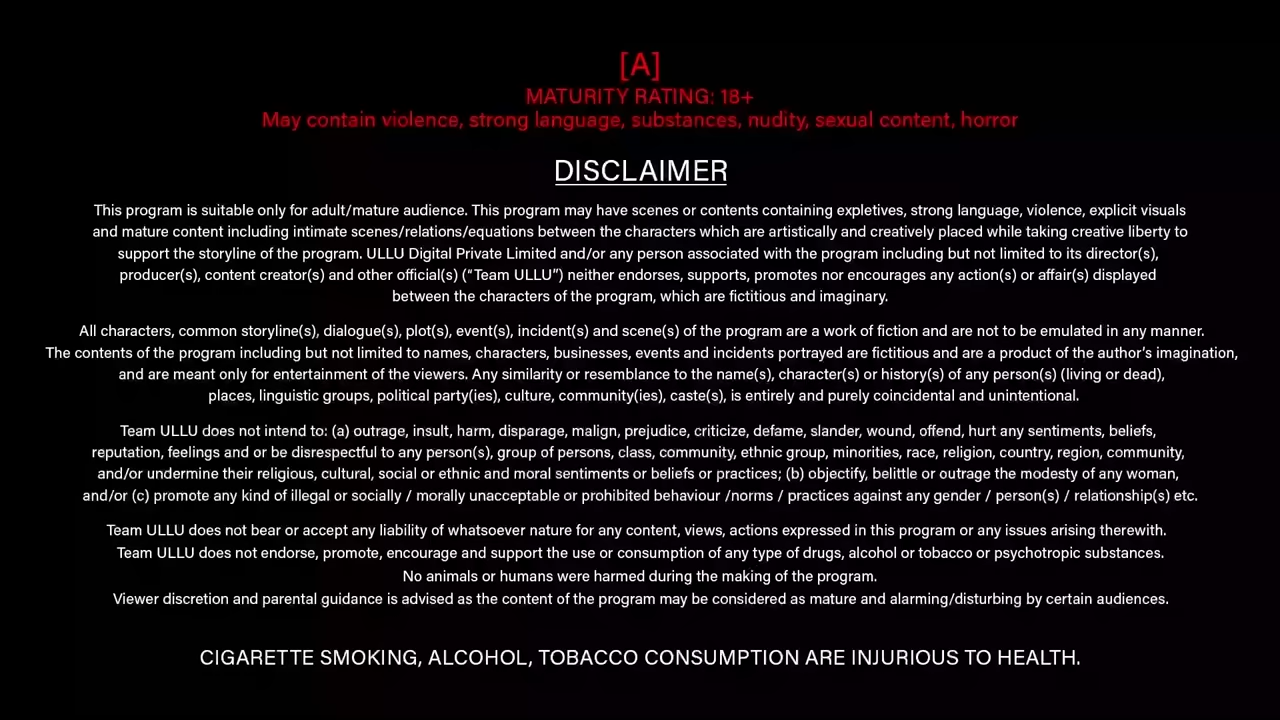 [A]
MATURITY RATING: 18+
May contain violence, strong language, substances, nudity, sexual content, horror
DISCLAIMER
This program is suitable only for adult/mature audience. This program may have scenes or contents containing expletives, strong language, violence, explicit visuals
and mature content including intimate scenes/relations/equations between the characters which are artistically and creatively placed while taking creative liberty to
support the storyline of the program. ULLU Digital Private Limited and/or any person associated with the program including but not limited to its director(s),
producer(s), content creator(s) and other official(s) (“Team ULLU”) neither endorses, supports, promotes nor encourages any action(s) or affair(s) displayed
between the characters of the program, which are fictitious and imaginary.
All characters, common storyline(s), dialogue(s), plot(s), event(s), incident(s) and scene(s) of the program are a work of fiction and are not to be emulated in any manner.
The contents of the program including but not limited to names, characters, businesses, events and incidents portrayed are fictitious and are a product of the author’s imagination,
and are meant only for entertainment of the viewers. Any similarity or resemblance to the name(s), character(s) or history(s) of any person(s) (living or dead),
places, linguistic groups, political party(ies), culture, community(ies), caste(s), is entirely and purely coincidental and unintentional.
Team ULLU does not intend to: (a) outrage, insult, harm, disparage, malign, prejudice, criticize, defame, slander, wound, offend, hurt any sentiments, beliefs,
reputation, feelings and or be disrespectful to any person(s), group of persons, class, community, ethnic group, minorities, race, religion, country, region, community,
and/or undermine their religious, cultural, social or ethnic and moral sentiments or beliefs or practices; (b) objectify, belittle or outrage the modesty of any woman,
and/or (c) promote any kind of illegal or socially / morally unacceptable or prohibited behaviour /norms / practices against any gender / person(s) / relationship(s) etc.
Team ULLU does not bear or accept any liability of whatsoever nature for any content, views, actions expressed in this program or any issues arising therewith.
Team ULLU does not endorse, promote, encourage and support the use or consumption of any type of drugs, alcohol or tobacco or psychotropic substances.
No animals or humans were harmed during the making of the program.
Viewer discretion and parental guidance is advised as the content of the program may be considered as mature and alarming/disturbing by certain audiences.
CIGARETTE SMOKING, ALCOHOL, TOBACCO CONSUMPTION ARE INJURIOUS TO HEALTH.